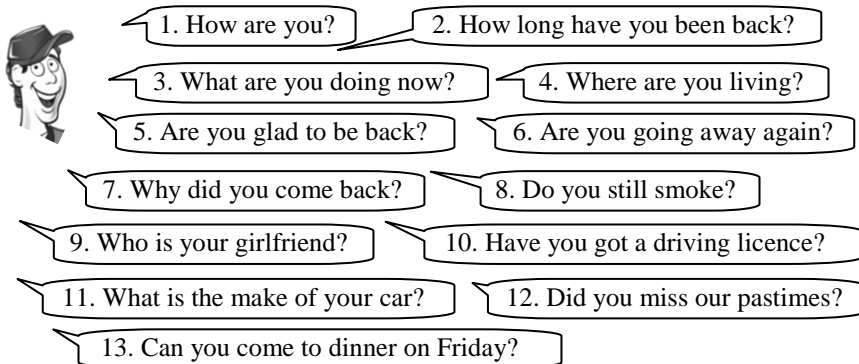 1. How are you?
2. How long have you been back?
3. What are you doing now?
4. Where are you living?
5. Are you glad to be back?
6. Are you going away again?
7. Why did you come back?
8. Do you still smoke?
9. Who is your girlfriend?
10. Have you got a driving licence?
11. What is the make of your car?
12. Did you miss our pastimes?
13. Can you come to dinner on Friday?